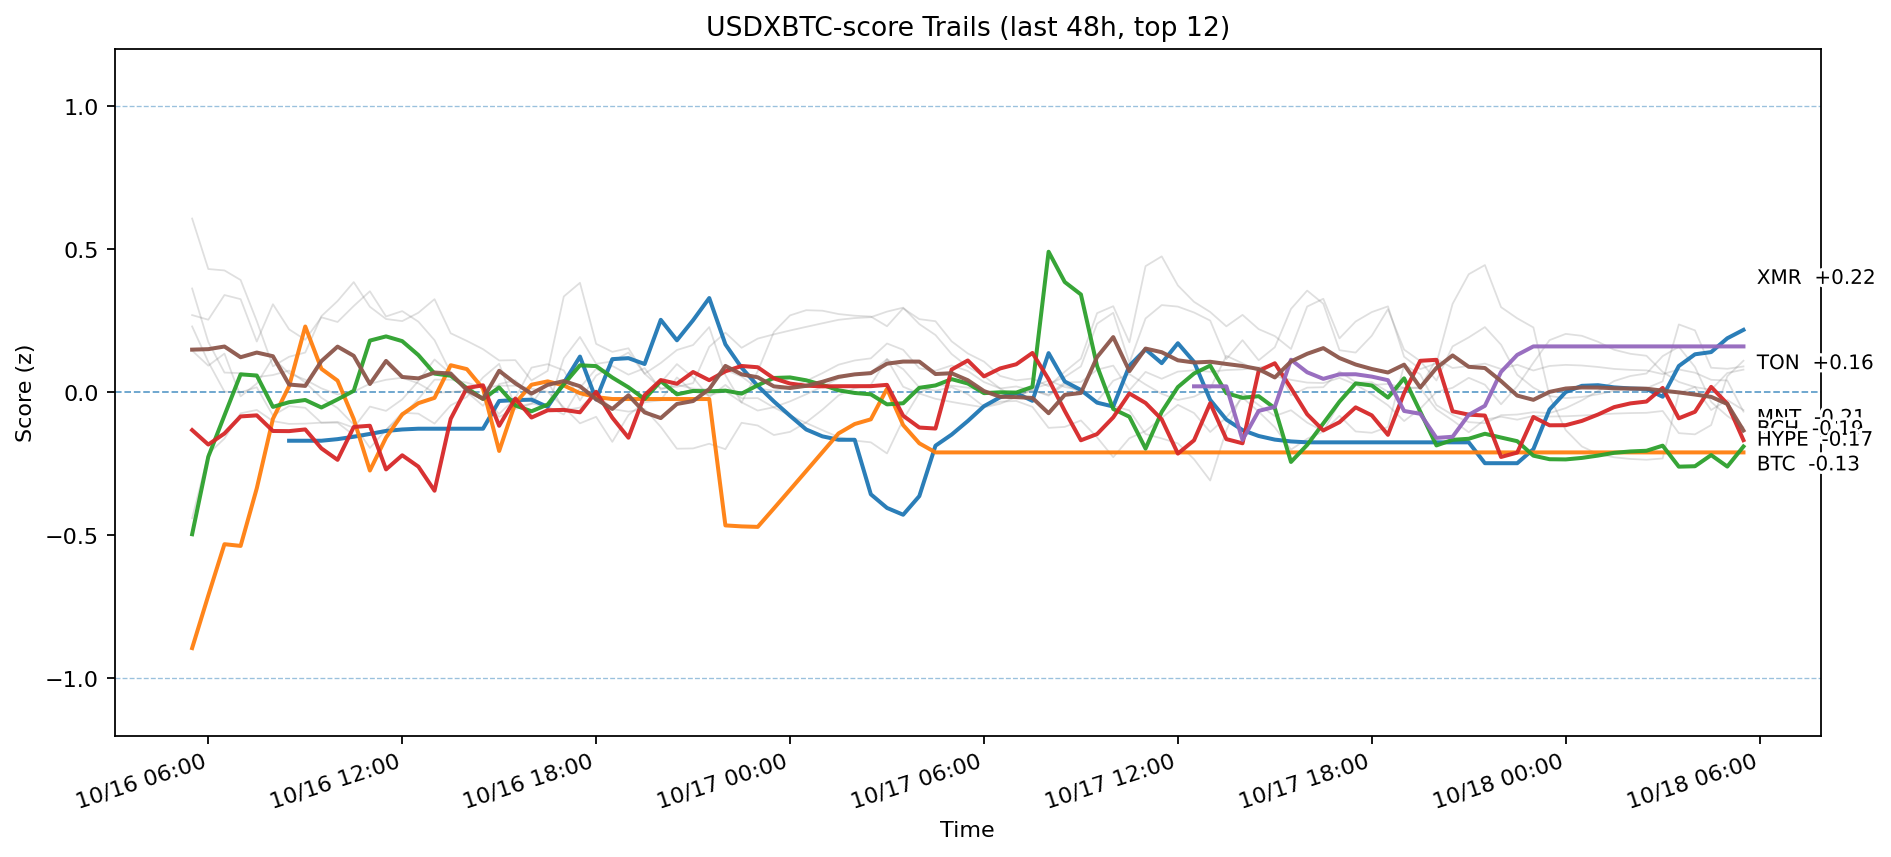 USDXBTC-score Trails (last 48h, top 12)
Score (z)
1.0
0.5
0.0
−0.5
−1.0
XMR +0.22
TON +0.16
MNT -0.21
BCH -0.19
HYPE -0.17
BTC -0.13
10/16 06:00
10/16 12:00
10/16 18:00
10/17 00:00
10/17 06:00
10/17 12:00
10/17 18:00
10/18 00:00
10/18 06:00
Time